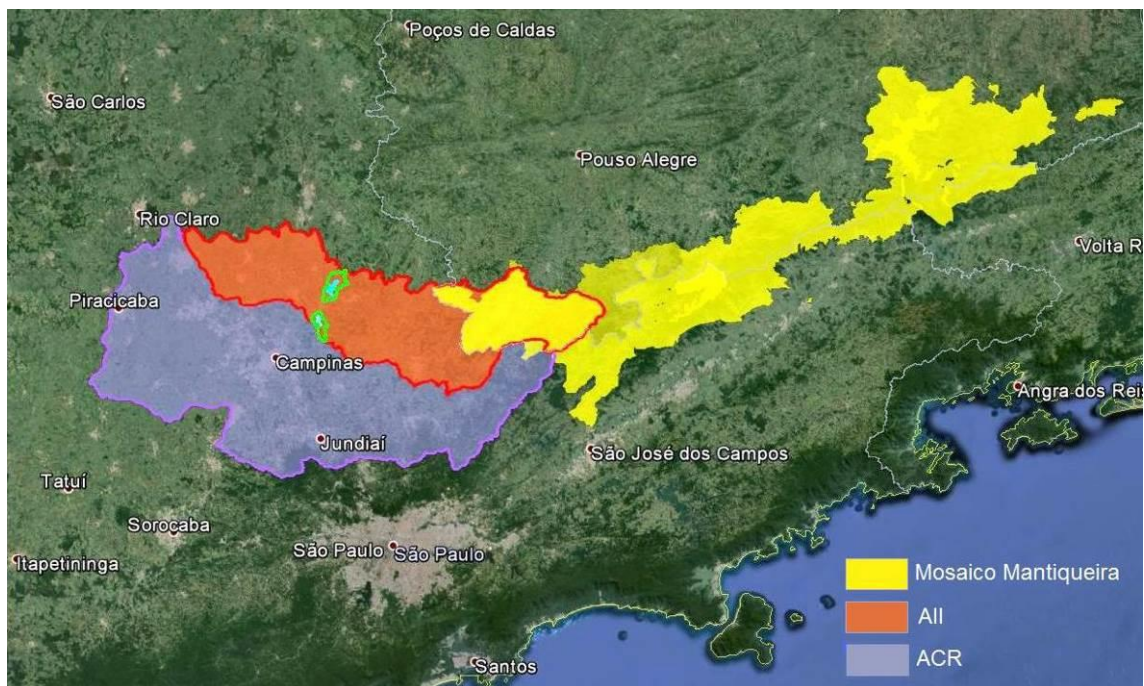 Poços de Caldas
São Carlos
Pouso Alegre
Rio Claro
Volta R
Piracicaba
Campinas
Angra dos Reis
Jundiaí
São José dos Campos
Tatuí
Sorocaba
São Paulo São Paulo
Itapetininga
Mosaico Mantiqueira
AII
ACR
Santos